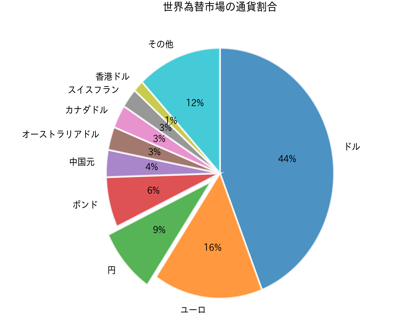 世界為替市場の通貨割合
その他
香港ドル
スイスフラン
カナダドル
オーストラリアドル
中国元
ポンド
円
ユーロ
ドル
12%
1%
3%
3%
3%
4%
6%
9%
16%
44%